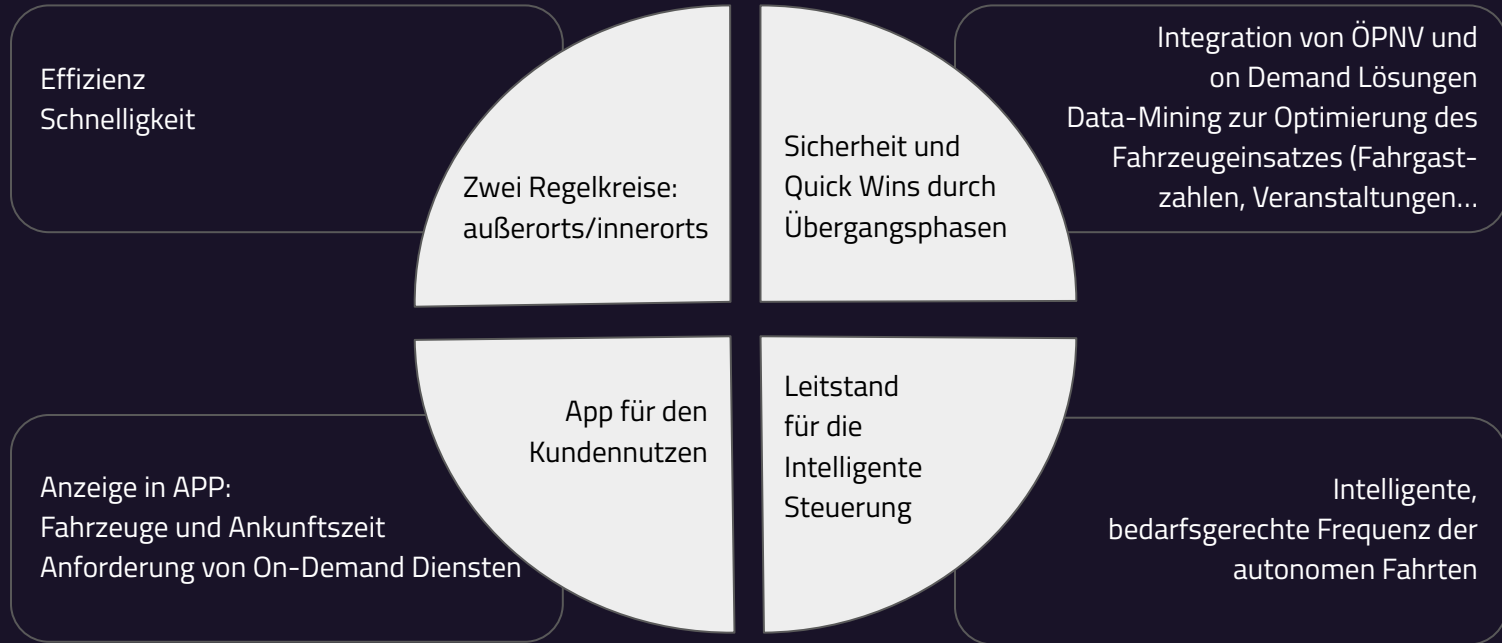 Effizienz
Schnelligkeit
Zwei Regelkreise:
außerorts/innerorts
Sicherheit und
Quick Wins durch
Übergangsphasen
Integration von ÖPNV und
on Demand Lösungen
Data-Mining zur Optimierung des
Fahrzeugeinsatzes (Fahrgast-
zahlen, Veranstaltungen...
Anzeige in APP:
Fahrzeuge und Ankunftszeit
Anforderung von On-Demand Diensten
App für den
Kundennutzen
Leitstand
für die
Intelligente
Steuerung
Intelligente,
bedarfsgerechte Frequenz der
autonomen Fahrten